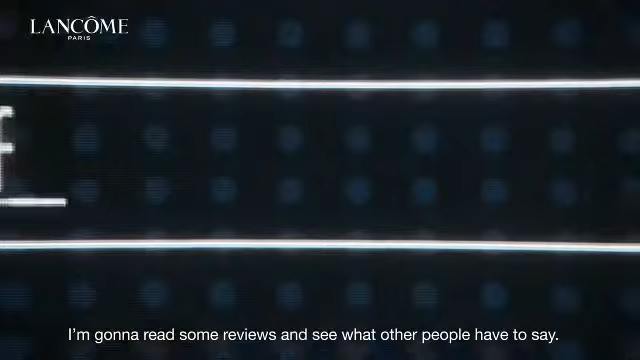 LANCÔME
PARIS
I'm gonna read some reviews and see what other people have to say.